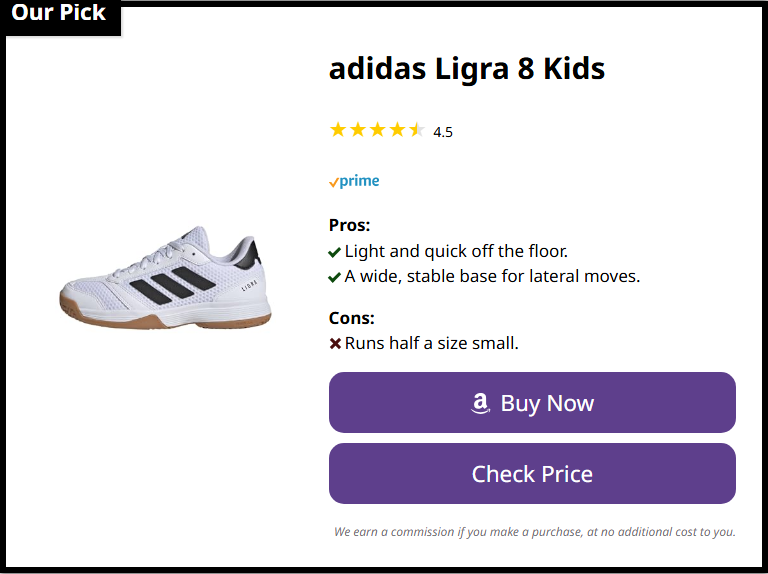 Our Pick
adidas Ligra 8 Kids
4.5
prime
Pros:
Light and quick off the floor.
A wide, stable base for lateral moves.
Cons:
Runs half a size small.
LIGRA
Buy Now
Check Price
We earn a commission if you make a purchase, at no additional cost to you.